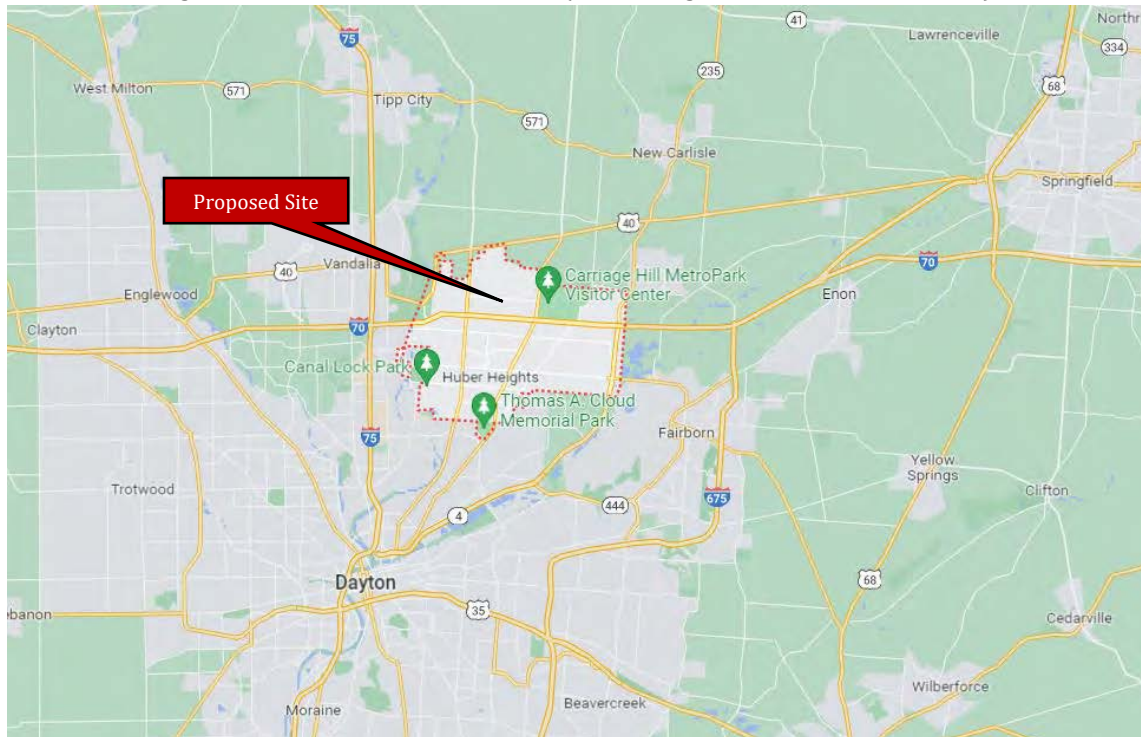 41
Northr
75
Lawrenceville
334
235
West Milton
571
68
Tipp City
571
New Carlisle
Springfield
Proposed Site
40
Vandalla
40
70
Carriage Hill MetroPark
Visitor Center
Englewood
Enon
70
Clayton
Canal Lock Park
Huber Heights
Thomas A. Cloud
Memorial Park
75
Fairborn
Yellow
Springs
Trotwood
675
Clifton
444
4
Dayton
68
35
ebanon
Cedarville
Wilberforce
Moraine
Beavercreek